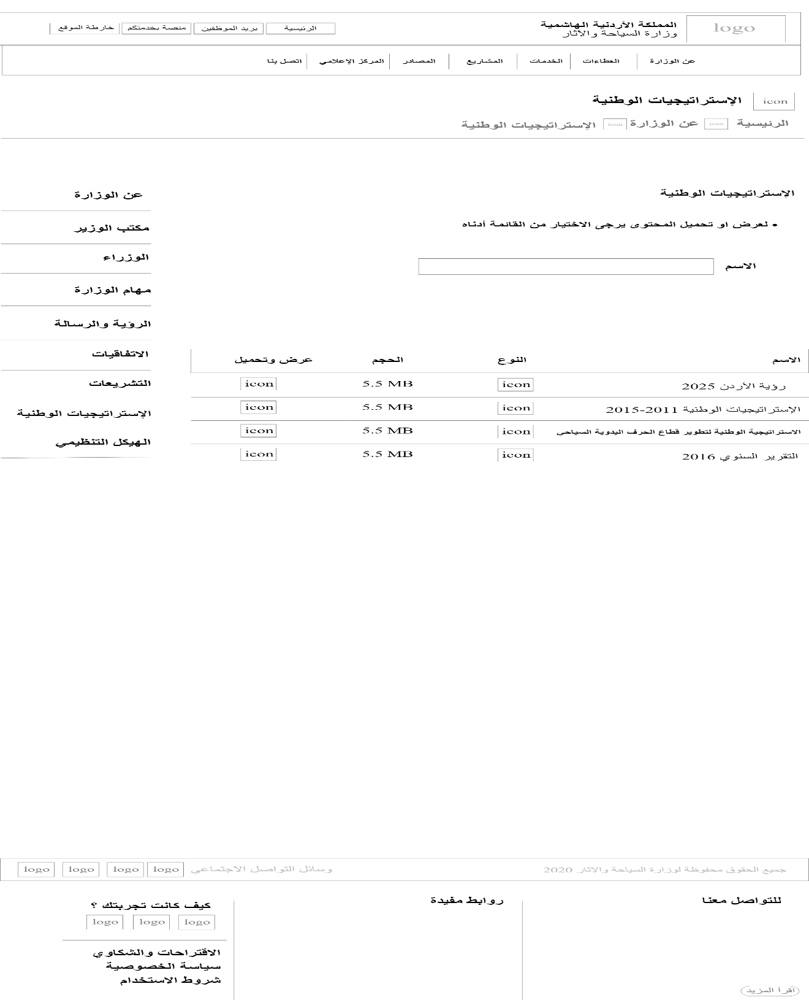 logo
المملكة الأردنية الهاشمية
وزارة السياحة والاثار
الرئيسية
بريد الموظفين
منصة بخدمتكم
خارطة الموقع
عن الوزارة
العطاءات
الخدمات
المشاريع
المصادر
المركز الإعلامي
اتصل بنا
icon
الإستراتيجيات الوطنية
الرئيسية icon عن الوزارة icon الإستراتيجيات الوطنية
الإستراتيجيات الوطنية
• لعرض او تحميل المحتوى يرجى الاختيار من القائمة أدناه
الاسم
الاسم النوع الحجم عرض وتحميل
رؤية الأردن 2025 icon 5.5 MB icon
الإستراتيجيات الوطنية 2011-2015 icon 5.5 MB icon
الاستراتيجية الوطنية لتطوير قطاع الحرف اليدوية السياحي icon 5.5 MB icon
التقرير السنوي 2016 icon 5.5 MB icon
عن الوزارة
مكتب الوزير
الوزراء
مهام الوزارة
الرؤية والرسالة
الاتفاقيات
التشريعات
الإستراتيجيات الوطنية
الهيكل التنظيمي
جميع الحقوق محفوظة لوزارة السياحة والاثار 2020
وسائل التواصل الاجتماعي
logo logo logo logo
للتواصل معنا
اقرأ المزيد
روابط مفيدة
كيف كانت تجربتك ؟
logo logo logo
الاقتراحات والشكاوي
سياسة الخصوصية
شروط الاستخدام